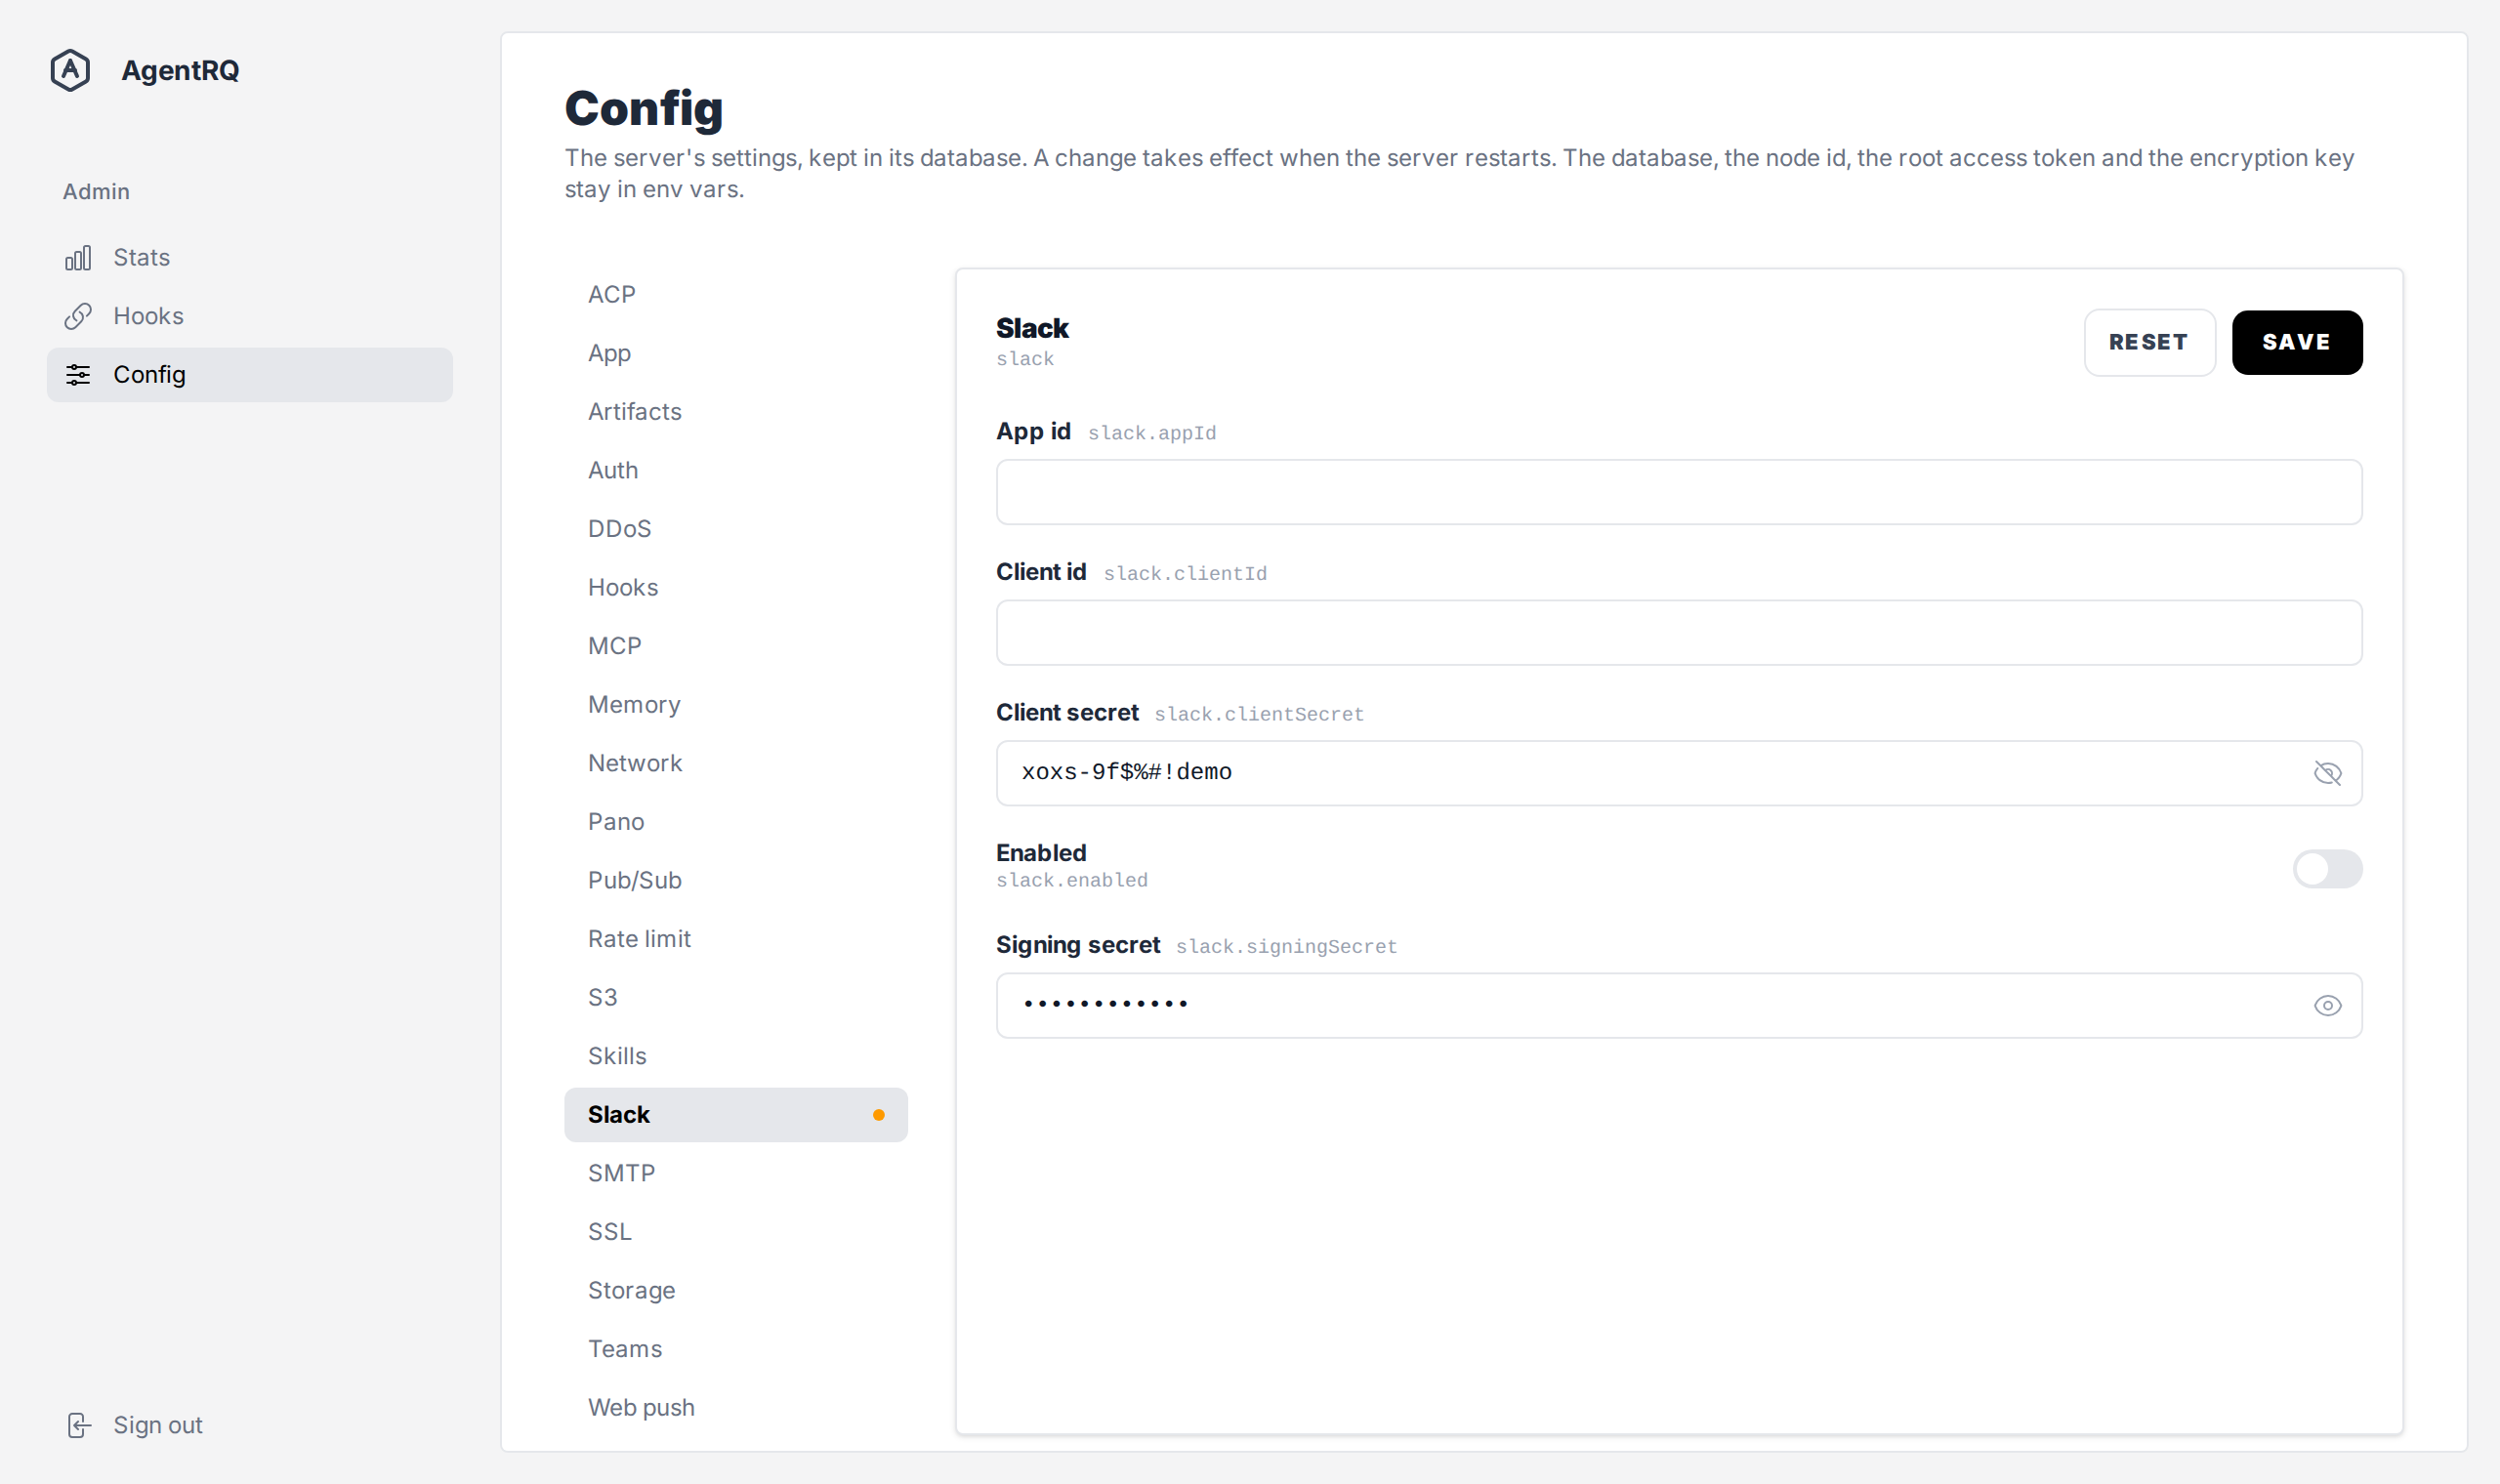 AgentRQ
Admin
Stats
Hooks
Config
Sign out
Config
The server's settings, kept in its database. A change takes effect when the server restarts. The database, the node id, the root access token and the encryption key
stay in env vars.
ACP
App
Artifacts
Auth
DDoS
Hooks
MCP
Memory
Network
Pano
Pub/Sub
Rate limit
S3
Skills
Slack
SMTP
SSL
Storage
Teams
Web push
Slack
slack
RESET
SAVE
App id slack.appId
Client id slack.clientId
Client secret slack.clientSecret
xoxs-9f$%#!demo
Enabled
slack.enabled
Signing secret slack.signingSecret
••••••••••••